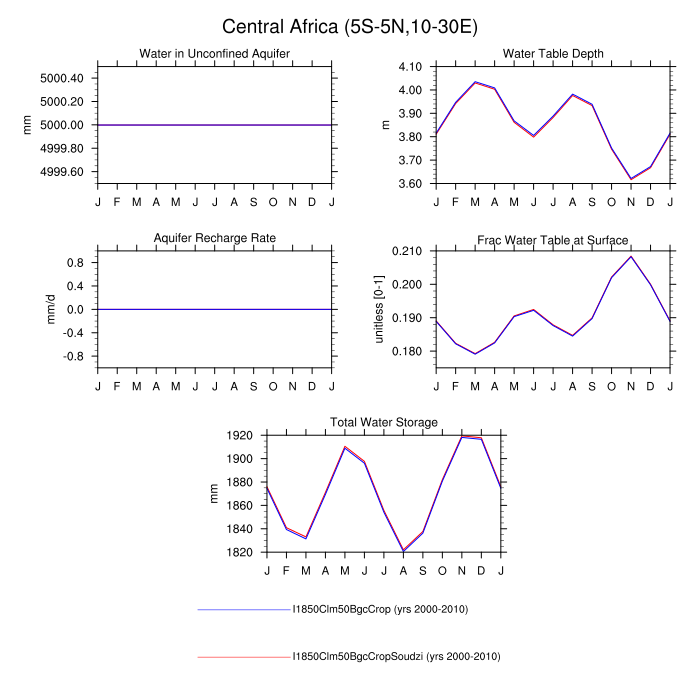 Central Africa (5S-5N,10-30E)
Water in Unconfined Aquifer
5000.40
5000.20
5000.00
4999.80
4999.60
mm
J F M A M J J A S O N D J
Water Table Depth
4.10
4.00
3.90
3.80
3.70
3.60
m
J F M A M J J A S O N D J
Aquifer Recharge Rate
0.8
0.4
0.0
-0.4
-0.8
mm/d
J F M A M J J A S O N D J
Frac Water Table at Surface
0.210
0.200
0.190
0.180
unitless [0-1]
J F M A M J J A S O N D J
Total Water Storage
1920
1900
1880
1860
1840
1820
mm
J F M A M J J A S O N D J
I1850Clm50BgcCrop (yrs 2000-2010)
I1850Clm50BgcCropSoudzi (yrs 2000-2010)